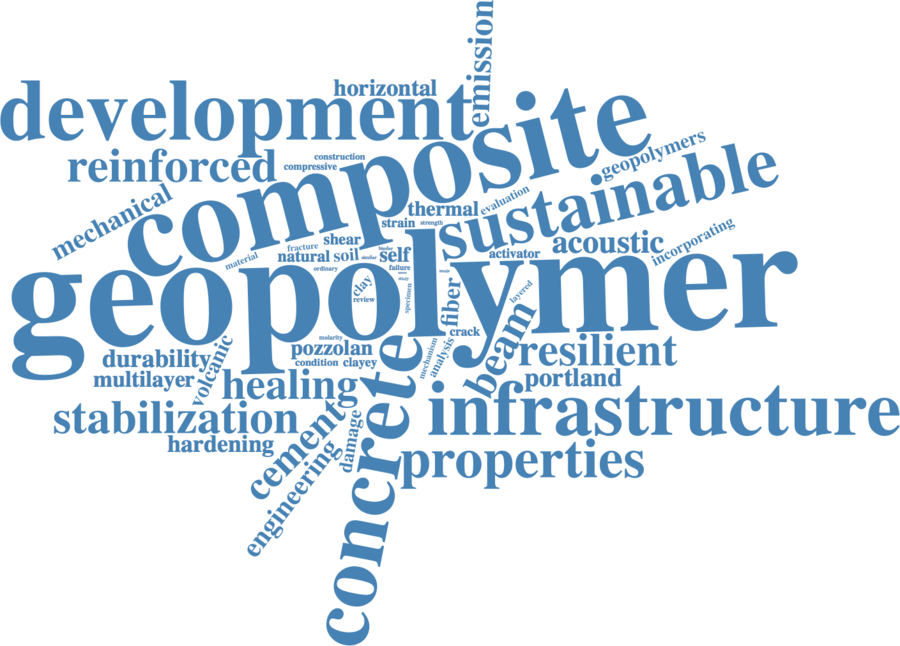 emission
development
horizontal
composite
reinforced
construction
compressive
geopolymers
sustainable
mechanical
thermal
evaluation
strain
strength
incorporating
acoustic
shear
fracture
natural
soil
self
activator
material
similar
failure
ordinary
geopolymer
study
clay
review
specimen
fiber
layered
crack
beam
molarity
pozzolan
mechanism
analysis
resilient
durability
volcanic
condition
clayey
multilayer
healing
portland
concrete
stabilization
infrastructure
cement
damage
hardening
engineering
properties